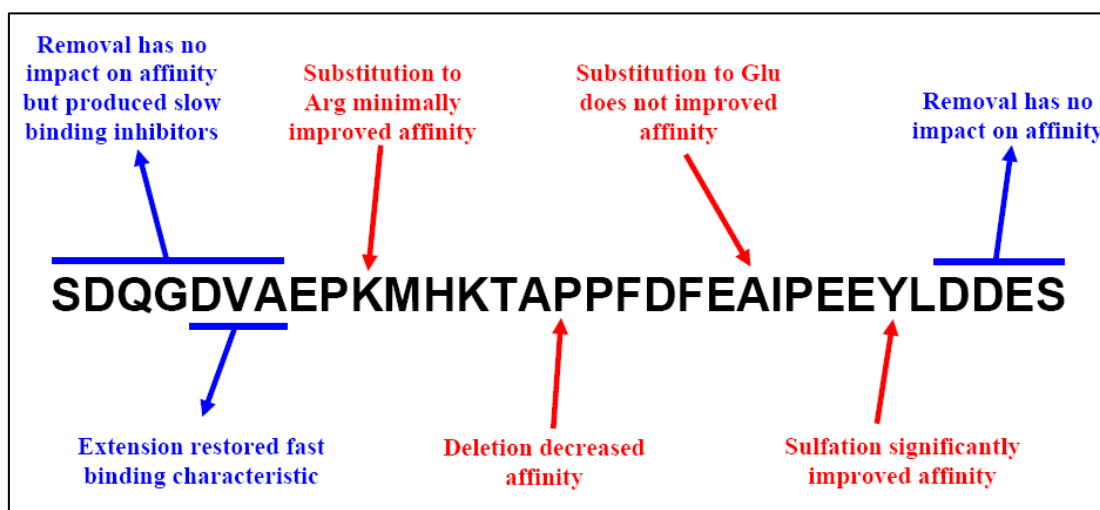 Removal has no
impact on affinity
but produced slow
binding inhibitors
Substitution to
Arg minimally
improved affinity
Substitution to Glu
does not improved
affinity
Removal has no
impact on affinity
SDQGDVAEPKMHKTAPPFDFEAIPEEYLDDES
Extension restored fast
binding characteristic
Deletion decreased
affinity
Sulfation significantly
improved affinity